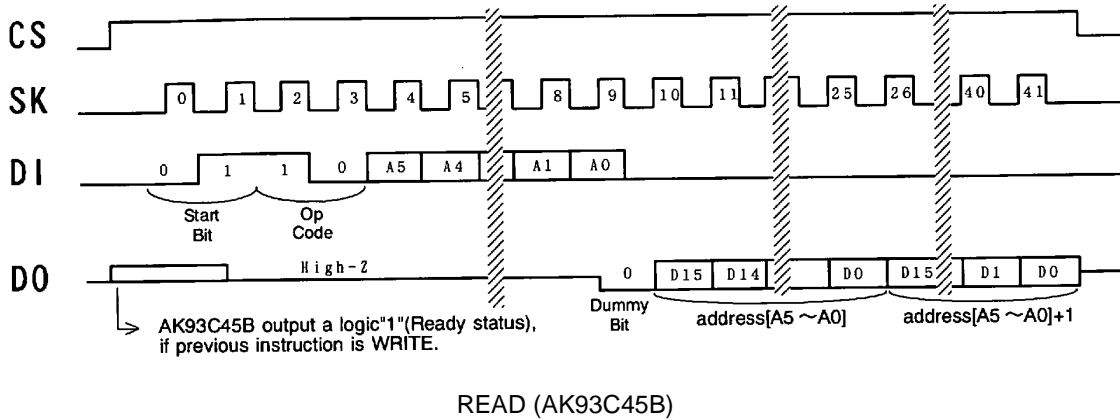 CS
SK 0 1 2 3 4 5 8 9 10 11 25 26 40 41
DI 0 1 1 0 A5 A4 A1 A0
Start Bit
Op Code
DO High-Z 0 D15 D14 D0 D15 D1 D0
Dummy Bit
address[A5 ~A0]
address[A5 ~A0]+1
AK93C45B output a logic"1"(Ready status),
if previous instruction is WRITE.
READ (AK93C45B)